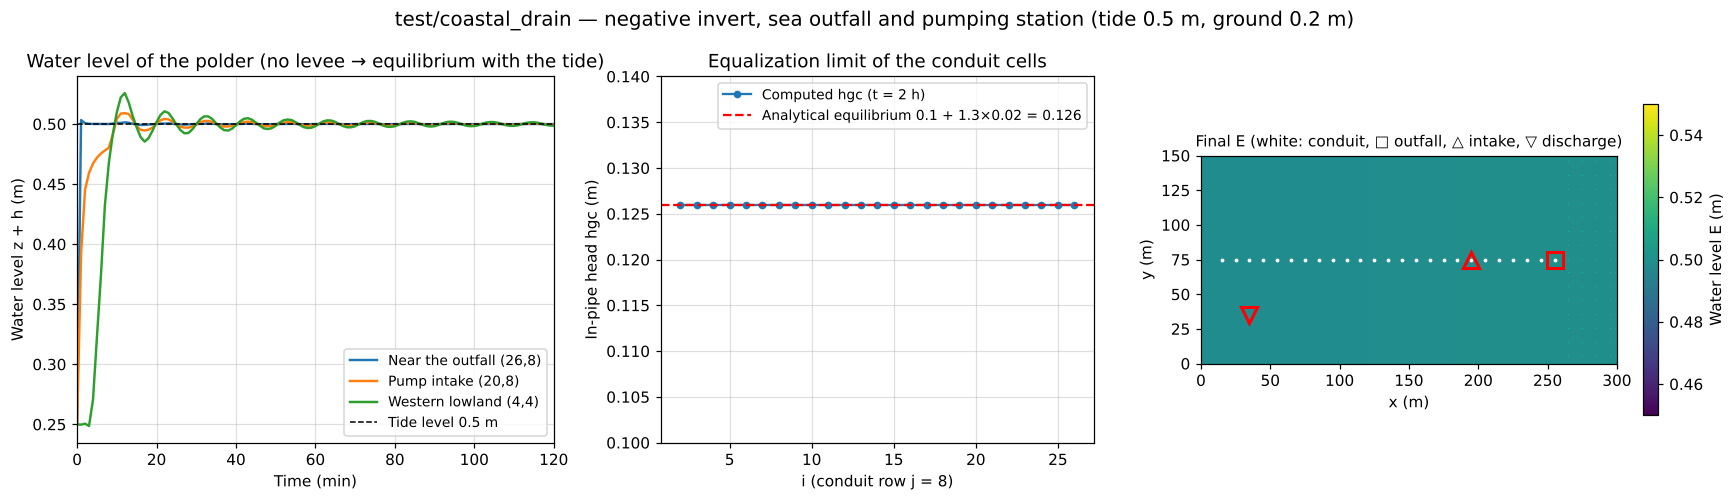 test/coastal_drain — negative invert, sea outfall and pumping station (tide 0.5 m, ground 0.2 m)
Water level of the polder (no levee → equilibrium with the tide)
Water level z + h (m)
0.50
0.45
0.40
0.35
0.30
0.25
0 20 40 60 80 100 120
Time (min)
Near the outfall (26,8)
Pump intake (20,8)
Western lowland (4,4)
Tide level 0.5 m
Equalization limit of the conduit cells
In-pipe head hgc (m)
0.140
0.135
0.130
0.125
0.120
0.115
0.110
0.105
0.100
5 10 15 20 25
i (conduit row j = 8)
Computed hgc (t = 2 h)
Analytical equilibrium 0.1 + 1.3×0.02 = 0.126
Final E (white: conduit, □ outfall, △ intake, ▽ discharge)
y (m)
150
125
100
75
50
25
0
0 50 100 150 200 250 300
x (m)
0.54
0.52
0.50
0.48
0.46
Water level E (m)